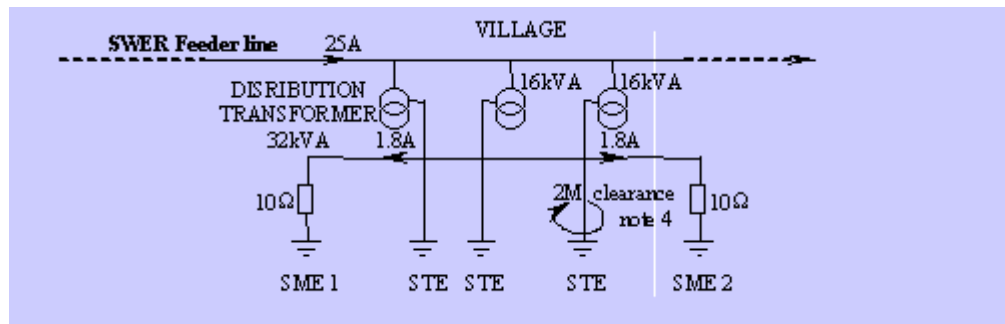 VILLAGE
SWER Feeder line 25A
DISRIBUTION
TRANSFORMER
32kVA
16kVA
16kVA
1.8A
1.8A
10Ω
2M clearance
note 4
10Ω
SME 1
STE
STE
STE
SME 2